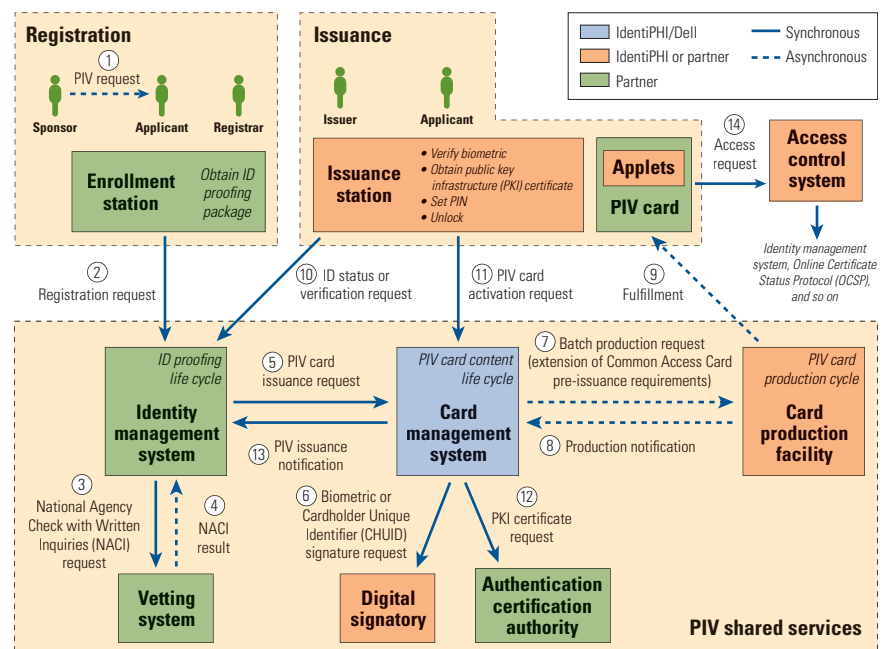 Registration
1
PIV request
Sponsor
Applicant
Registrar
Enrollment
station
Obtain ID
proofing
package
Issuance
Issuer
Applicant
Issuance
station
• Verify biometric
• Obtain public key
infrastructure (PKI) certificate
• Set PIN
• Unlock
Applets
PIV card
IdentiPHI/Dell
IdentiPHI or partner
Partner
Synchronous
Asynchronous
14
Access
request
Access
control
system
Identity management
system, Online Certificate
Status Protocol (OCSP),
and so on
2
Registration request
10 ID status or
verification request
11 PIV card
activation request
9
Fulfillment
ID proofing
life cycle
Identity
management
system
5 PIV card
issuance request
13 PIV issuance
notification
PIV card content
life cycle
Card
management
system
7 Batch production request
(extension of Common Access Card
pre-issuance requirements)
8 Production notification
PIV card
production cycle
Card
production
facility
3
National Agency
Check with Written
Inquiries (NACI)
request
4
NACI
result
6 Biometric or
Cardholder Unique
Identifier (CHUID)
signature request
12
PKI certificate
request
Vetting
system
Digital
signatory
Authentication
certification
authority
PIV shared services